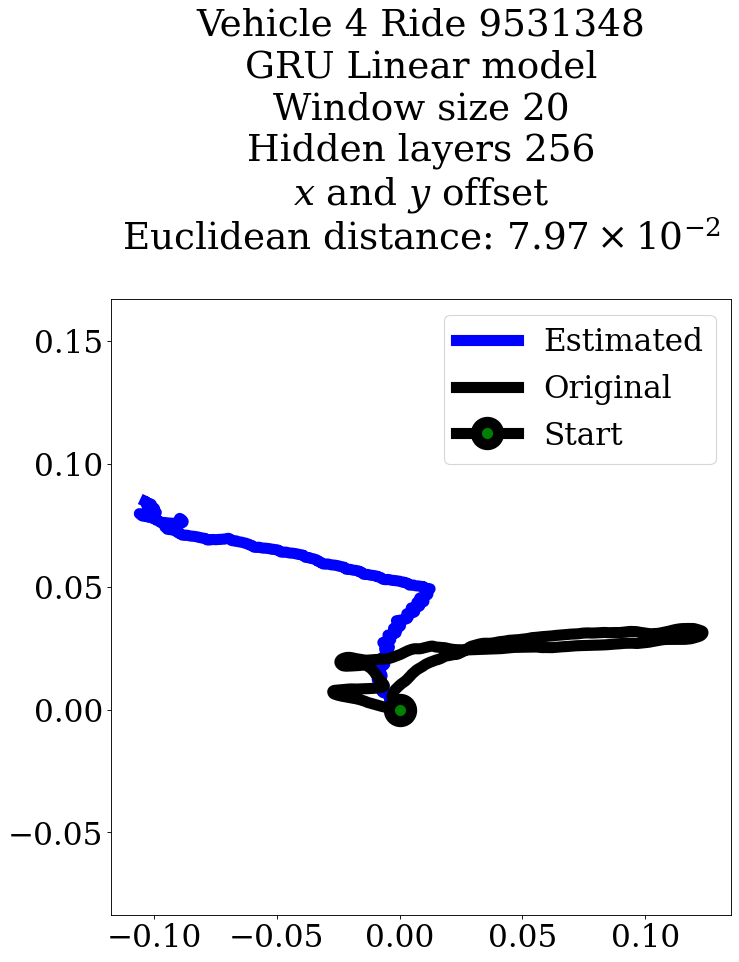 Vehicle 4 Ride 9531348
GRU Linear model
Window size 20
Hidden layers 256
x and y offset
Euclidean distance: 7.97 × 10⁻²
Estimated
Original
Start
0.15
0.10
0.05
0.00
−0.05
−0.10 −0.05 0.00 0.05 0.10